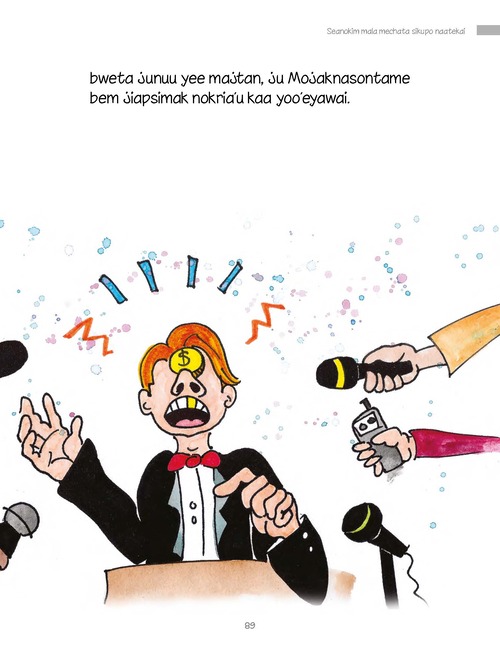 Seanokim mala mechata sikupo naatekai
bweta junuu yee majtan, ju Mojaknasontame
bem jiapsimak nokria'u kaa yoo'eyawai.
$
89